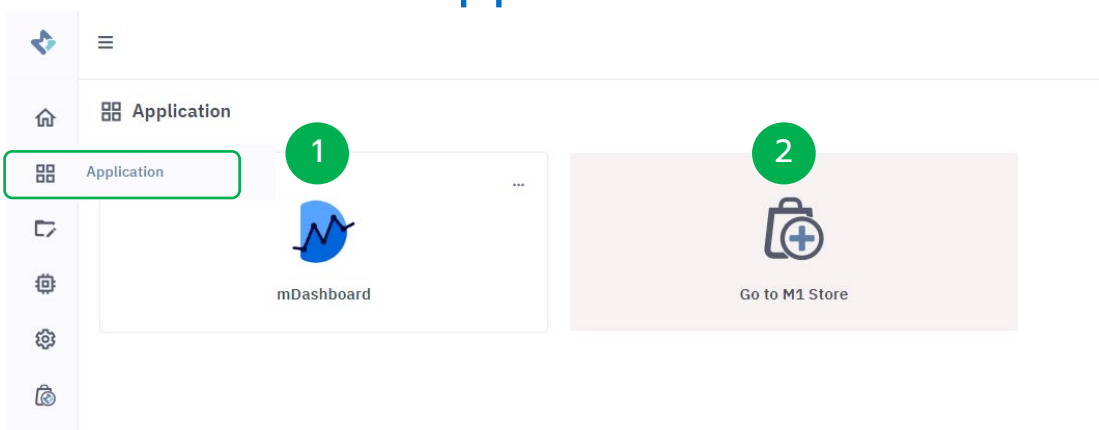 Application
Application
1
2
...
mDashboard
Go to M1 Store